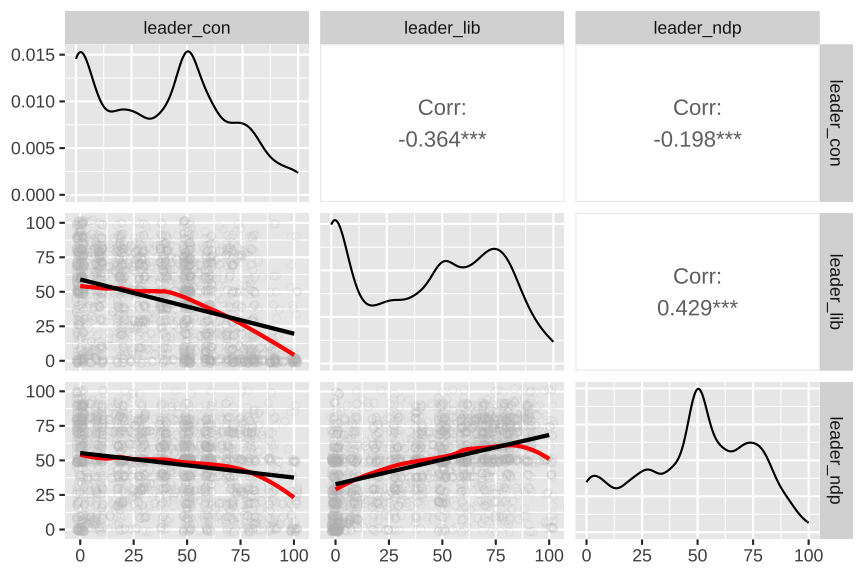 leader_con
leader_lib
leader_ndp
0.015
0.010
0.005
0.000
Corr:
-0.364***
Corr:
-0.198***
leader_con
100
75
50
25
0
Corr:
0.429***
leader_lib
100
75
50
25
0
leader_ndp
0 25 50 75 100
0 25 50 75 100
0 25 50 75 100